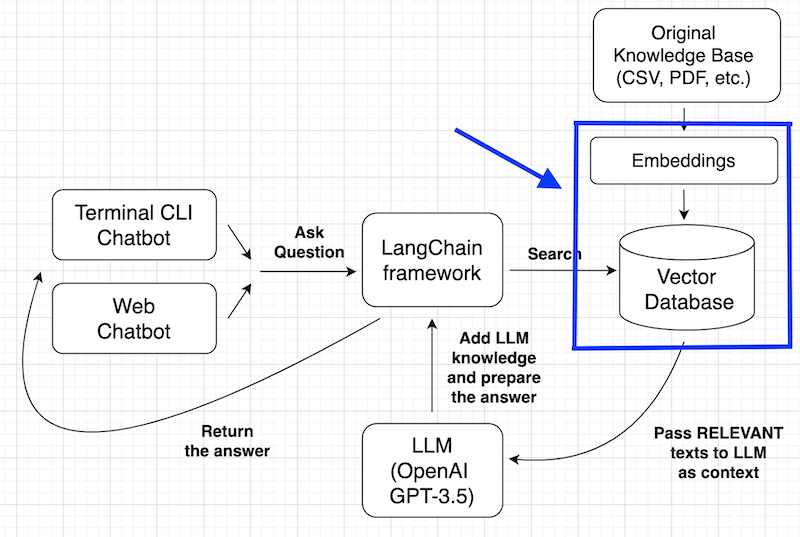 Original
Knowledge Base
(CSV, PDF, etc.)
Embeddings
Terminal CLI
Chatbot
Ask
Question
LangChain
framework
Search
Vector
Database
Web
Chatbot
Add LLM
knowledge
and prepare
the answer
Return
the answer
LLM
(OpenAI
GPT-3.5)
Pass RELEVANT
texts to LLM
as context